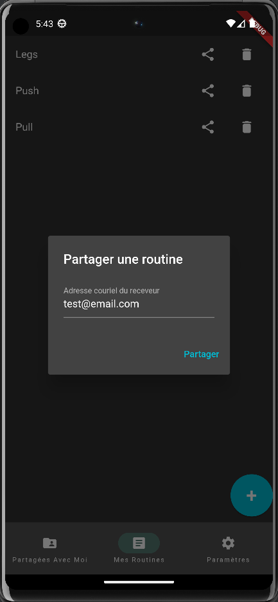 5:43
DEBUG
Legs
Push
Pull
Partager une routine
Adresse couriel du receveur
test@email.com
Partager
Partagées Avec Moi
Mes Routines
Paramètres